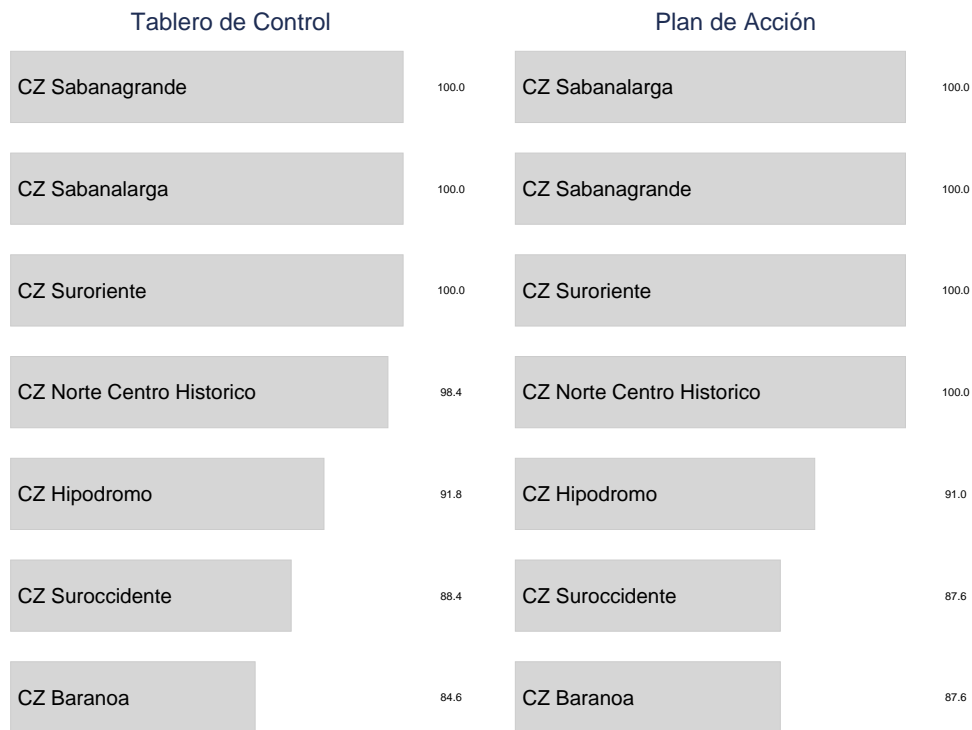 Tablero de Control
CZ Sabanagrande 100.0
CZ Sabanalarga 100.0
CZ Suroriente 100.0
CZ Norte Centro Historico 98.4
CZ Hipodromo 91.8
CZ Suroccidente 88.4
CZ Baranoa 84.6
Plan de Acción
CZ Sabanalarga 100.0
CZ Sabanagrande 100.0
CZ Suroriente 100.0
CZ Norte Centro Historico 100.0
CZ Hipodromo 91.0
CZ Suroccidente 87.6
CZ Baranoa 87.6